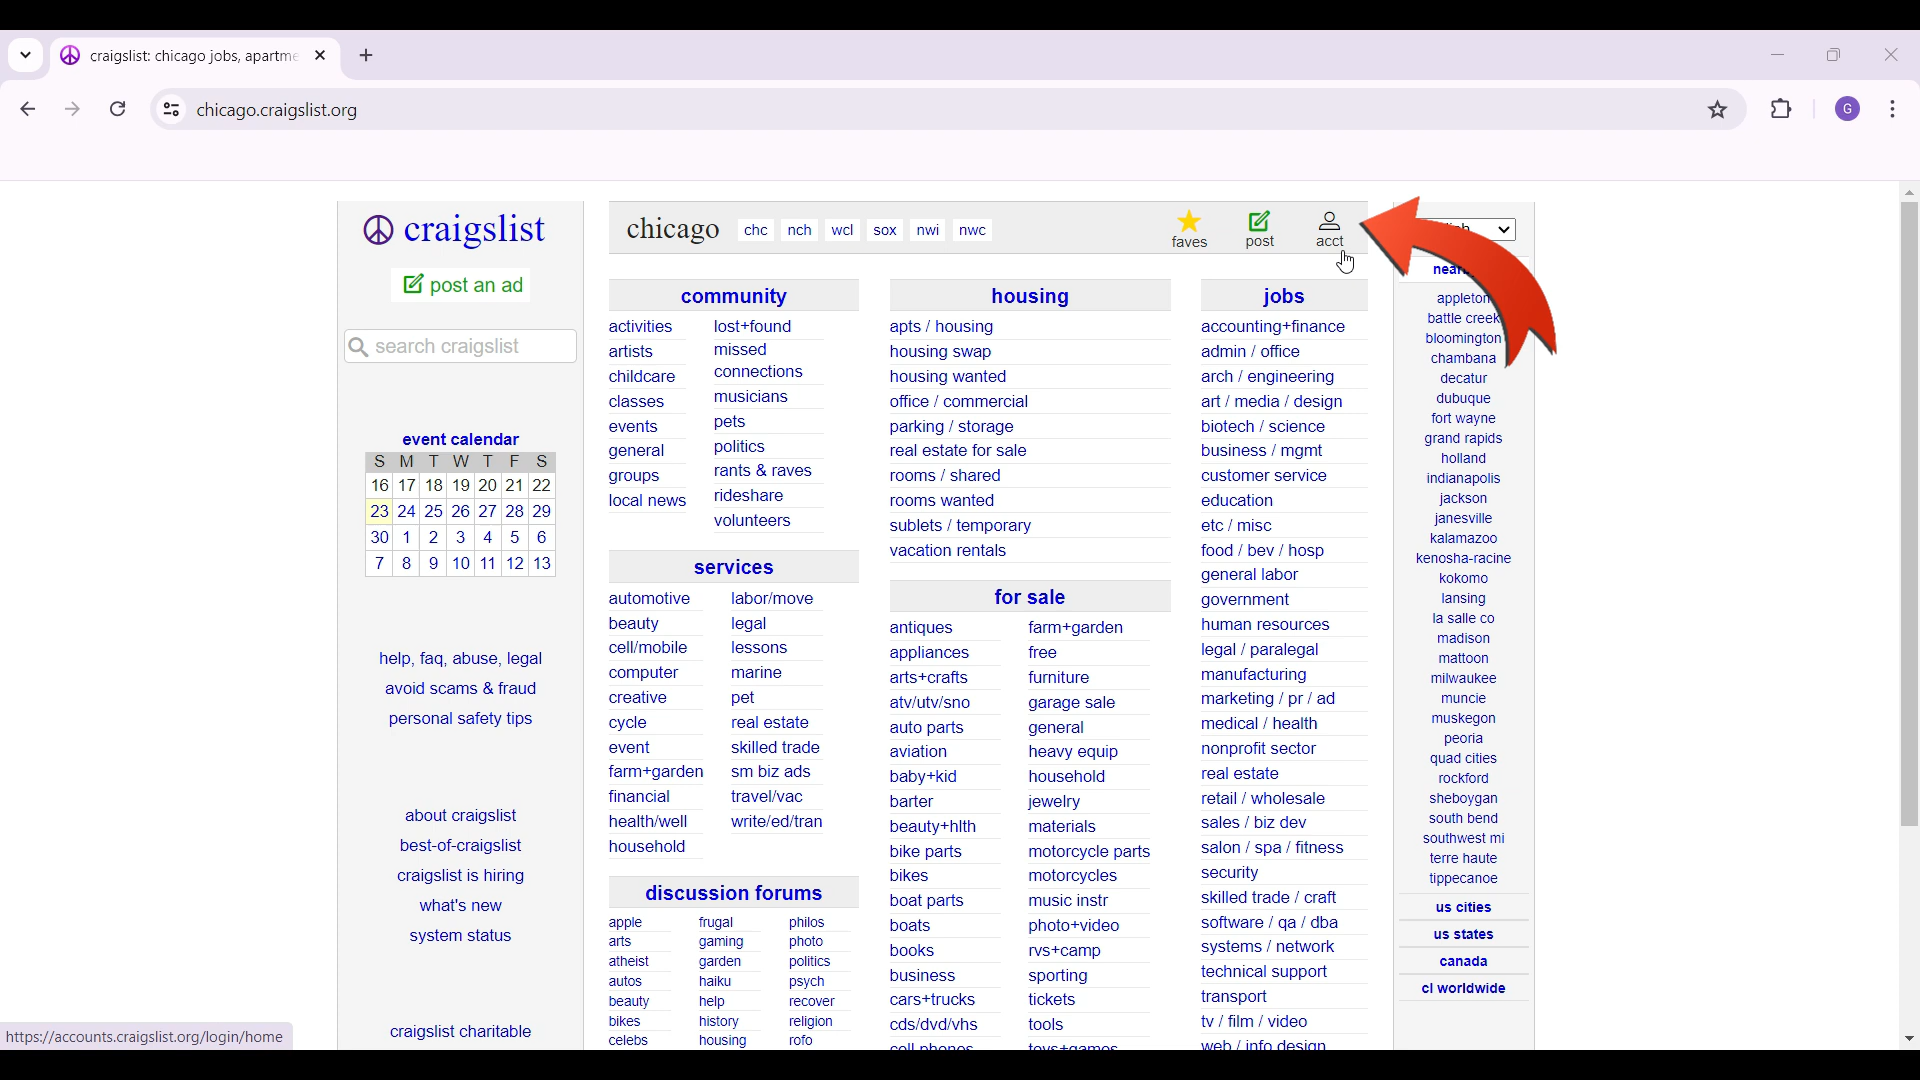 craigslist: chicago jobs, apartme
chicago.craigslist.org
G
craigslist
post an ad
search craigslist
event calendar
S M T W T F S
16 17 18 19 20 21 22
23 24 25 26 27 28 29
30 1 2 3 4 5 6
7 8 9 10 11 12 13
help, faq, abuse, legal
avoid scams & fraud
personal safety tips
about craigslist
best-of-craigslist
craigslist is hiring
what's new
system status
craigslist charitable
chicago chc nch wcl sox nwi nwc
faves post acct
community
activities
artists
childcare
classes
events
general
groups
local news
lost+found
missed
connections
musicians
pets
politics
rants & raves
rideshare
volunteers
services
automotive
beauty
cell/mobile
computer
creative
cycle
event
farm+garden
financial
health/well
household
labor/move
legal
lessons
marine
pet
real estate
skilled trade
sm biz ads
travel/vac
write/ed/tran
discussion forums
apple
arts
atheist
autos
beauty
bikes
celebs
frugal
gaming
garden
haiku
help
history
housing
philos
photo
politics
psych
recover
religion
rofo
housing
apts / housing
housing swap
housing wanted
office / commercial
parking / storage
real estate for sale
rooms / shared
rooms wanted
sublets / temporary
vacation rentals
for sale
antiques
appliances
arts+crafts
atv/utv/sno
auto parts
aviation
baby+kid
barter
beauty+hlth
bike parts
bikes
boat parts
boats
books
business
cars+trucks
cds/dvd/vhs
cell phones
farm+garden
free
furniture
garage sale
general
heavy equip
household
jewelry
materials
motorcycle parts
motorcycles
music instr
photo+video
rvs+camp
sporting
tickets
tools
toys+games
jobs
accounting+finance
admin / office
arch / engineering
art / media / design
biotech / science
business / mgmt
customer service
education
etc / misc
food / bev / hosp
general labor
government
human resources
legal / paralegal
manufacturing
marketing / pr / ad
medical / health
nonprofit sector
real estate
retail / wholesale
sales / biz dev
salon / spa / fitness
security
skilled trade / craft
software / qa / dba
systems / network
technical support
transport
tv / film / video
web / info design
appleton
battle creek
bloomington
chambana
decatur
dubuque
fort wayne
grand rapids
holland
indianapolis
jackson
janesville
kalamazoo
kenosha-racine
kokomo
lansing
la salle co
madison
mattoon
milwaukee
muncie
muskegon
peoria
quad cities
rockford
sheboygan
south bend
southwest mi
terre haute
tippecanoe
us cities
us states
canada
cl worldwide
https://accounts.craigslist.org/login/home